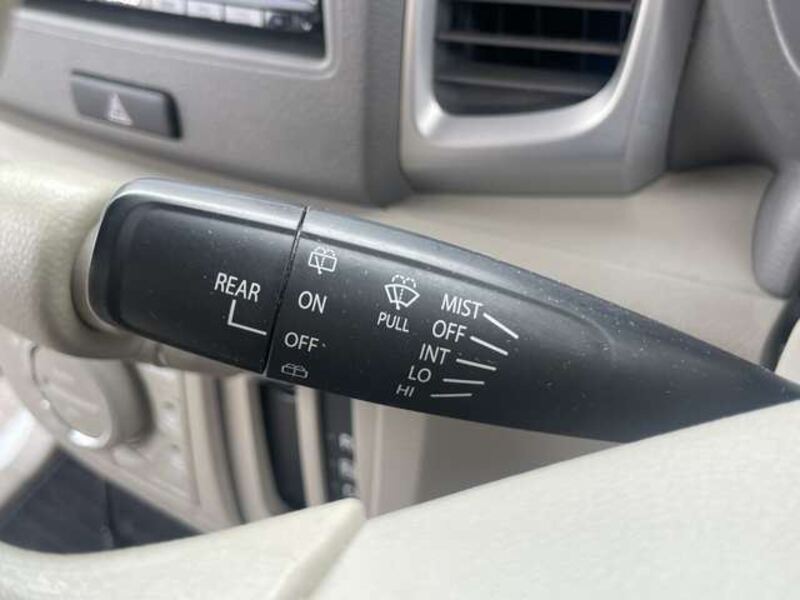 REAR
ON
OFF
PULL
MIST
OFF
INT
LO
HI